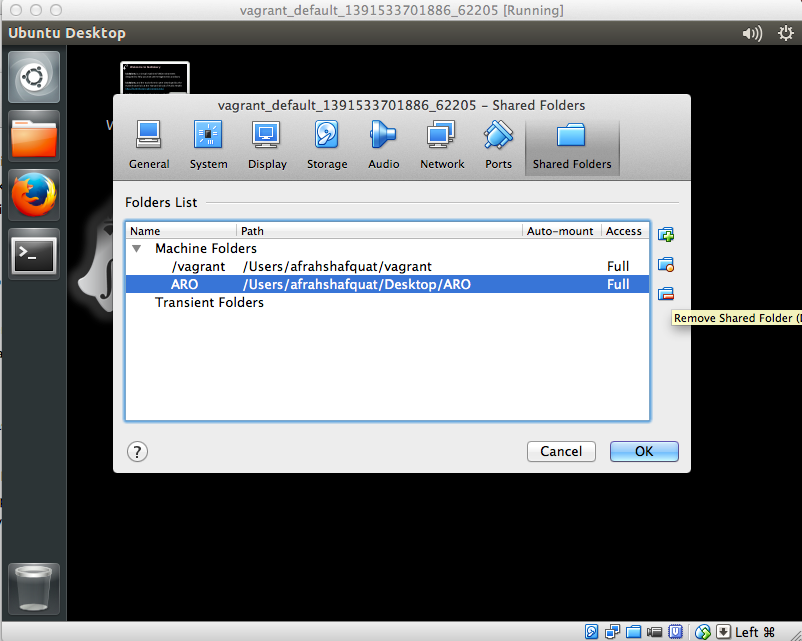 vagrant_default_1391533701886_62205 [Running]
Ubuntu Desktop
W
vagrant_default_1391533701886_62205 – Shared Folders
General System Display Storage Audio Network Ports Shared Folders
Folders List
Name Path Auto-mount Access
Machine Folders
/vagrant /Users/afrahshafquat/vagrant Full
ARO /Users/afrahshafquat/Desktop/ARO Full
Transient Folders
Remove Shared Folder (
? Cancel OK
Left ⌘